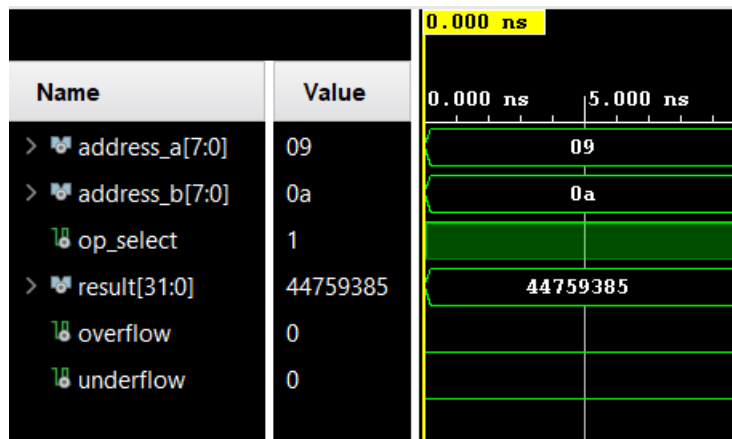 0.000 ns
Name Value 0.000 ns 5.000 ns
address_a[7:0] 09 09
address_b[7:0] 0a 0a
op_select 1
result[31:0] 44759385 44759385
overflow 0
underflow 0